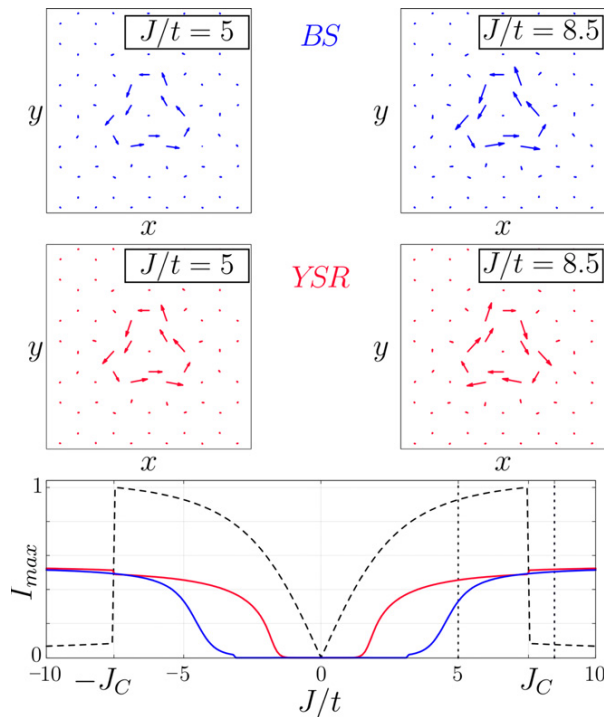 J/t = 5 BS J/t = 8.5
y y
x x
J/t = 5 YSR J/t = 8.5
y y
x x
1
I_max
0
−10 −5 0 5 10
−J_C J/t J_C